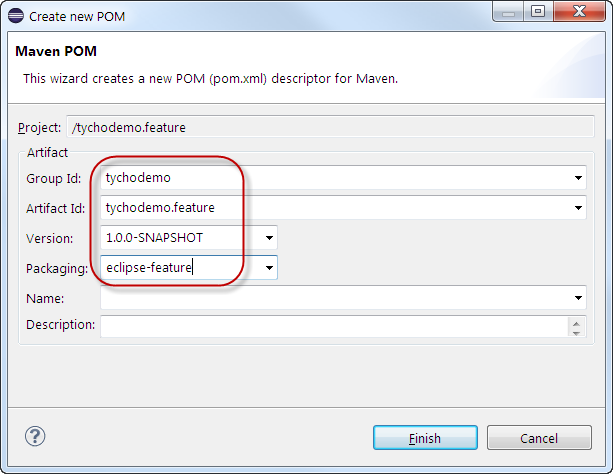 Create new POM
Maven POM
This wizard creates a new POM (pom.xml) descriptor for Maven.
Project: /tychodemo.feature
Artifact
Group Id: tychodemo
Artifact Id: tychodemo.feature
Version: 1.0.0-SNAPSHOT
Packaging: eclipse-feature
Name:
Description:
?
Finish Cancel